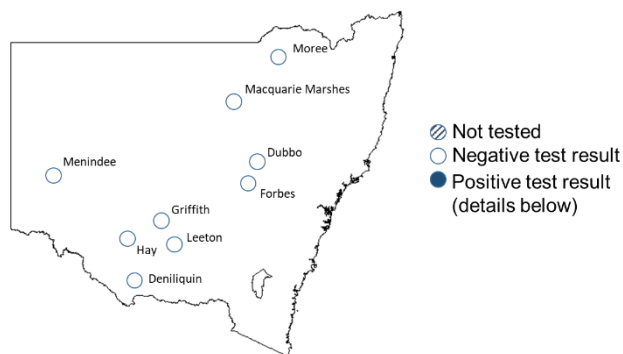 Moree
Macquarie Marshes
Dubbo
Menindee
Forbes
Griffith
Leeton
Hay
Deniliquin
Not tested
Negative test result
Positive test result
(details below)